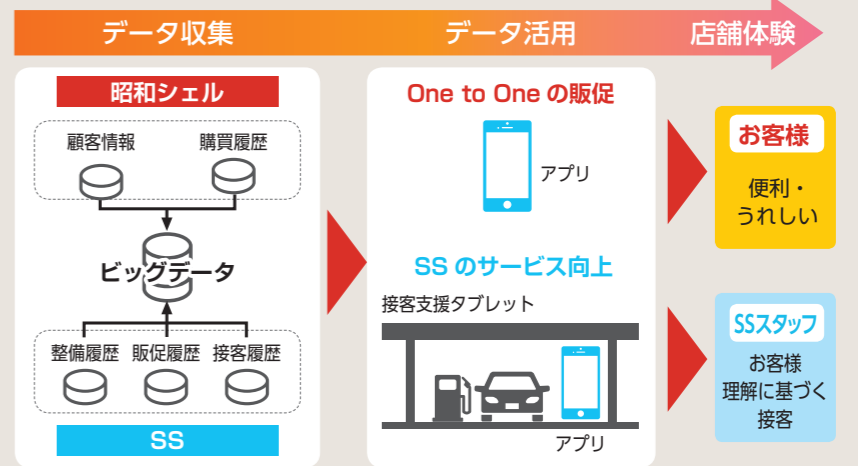 データ収集
データ活用
店舗体験
昭和シェル
顧客情報
購買履歴
ビッグデータ
整備履歴
販促履歴
接客履歴
SS
One to One の販促
アプリ
SS のサービス向上
接客支援タブレット
アプリ
お客様
便利・
うれしい
SSスタッフ
お客様
理解に基づく
接客